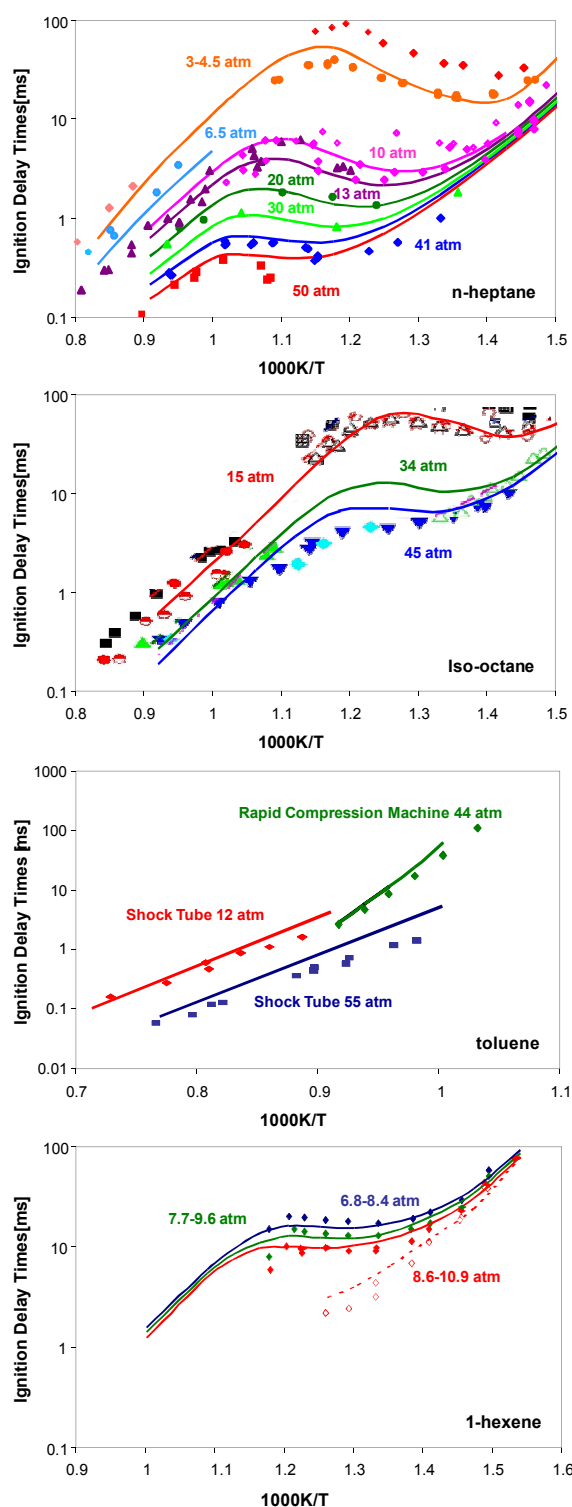 100
3-4.5 atm
10
6.5 atm
10 atm
20 atm
13 atm
1
30 atm
41 atm
50 atm
n-heptane
0.1
0.8 0.9 1 1.1 1.2 1.3 1.4 1.5
1000K/T
Ignition Delay Times[ms]
100
15 atm
34 atm
10
45 atm
1
Iso-octane
0.1
0.8 0.9 1 1.1 1.2 1.3 1.4 1.5
1000K/T
Ignition Delay Times[ms]
1000
Rapid Compression Machine 44 atm
100
10
Shock Tube 12 atm
1
Shock Tube 55 atm
0.1
toluene
0.01
0.7 0.8 0.9 1 1.1
1000K/T
Ignition Delay Times [ms]
100
7.7-9.6 atm
6.8-8.4 atm
10
8.6-10.9 atm
1
1-hexene
0.1
0.9 1 1.1 1.2 1.3 1.4 1.5 1.6
1000K/T
Ignition Delay Times[ms]